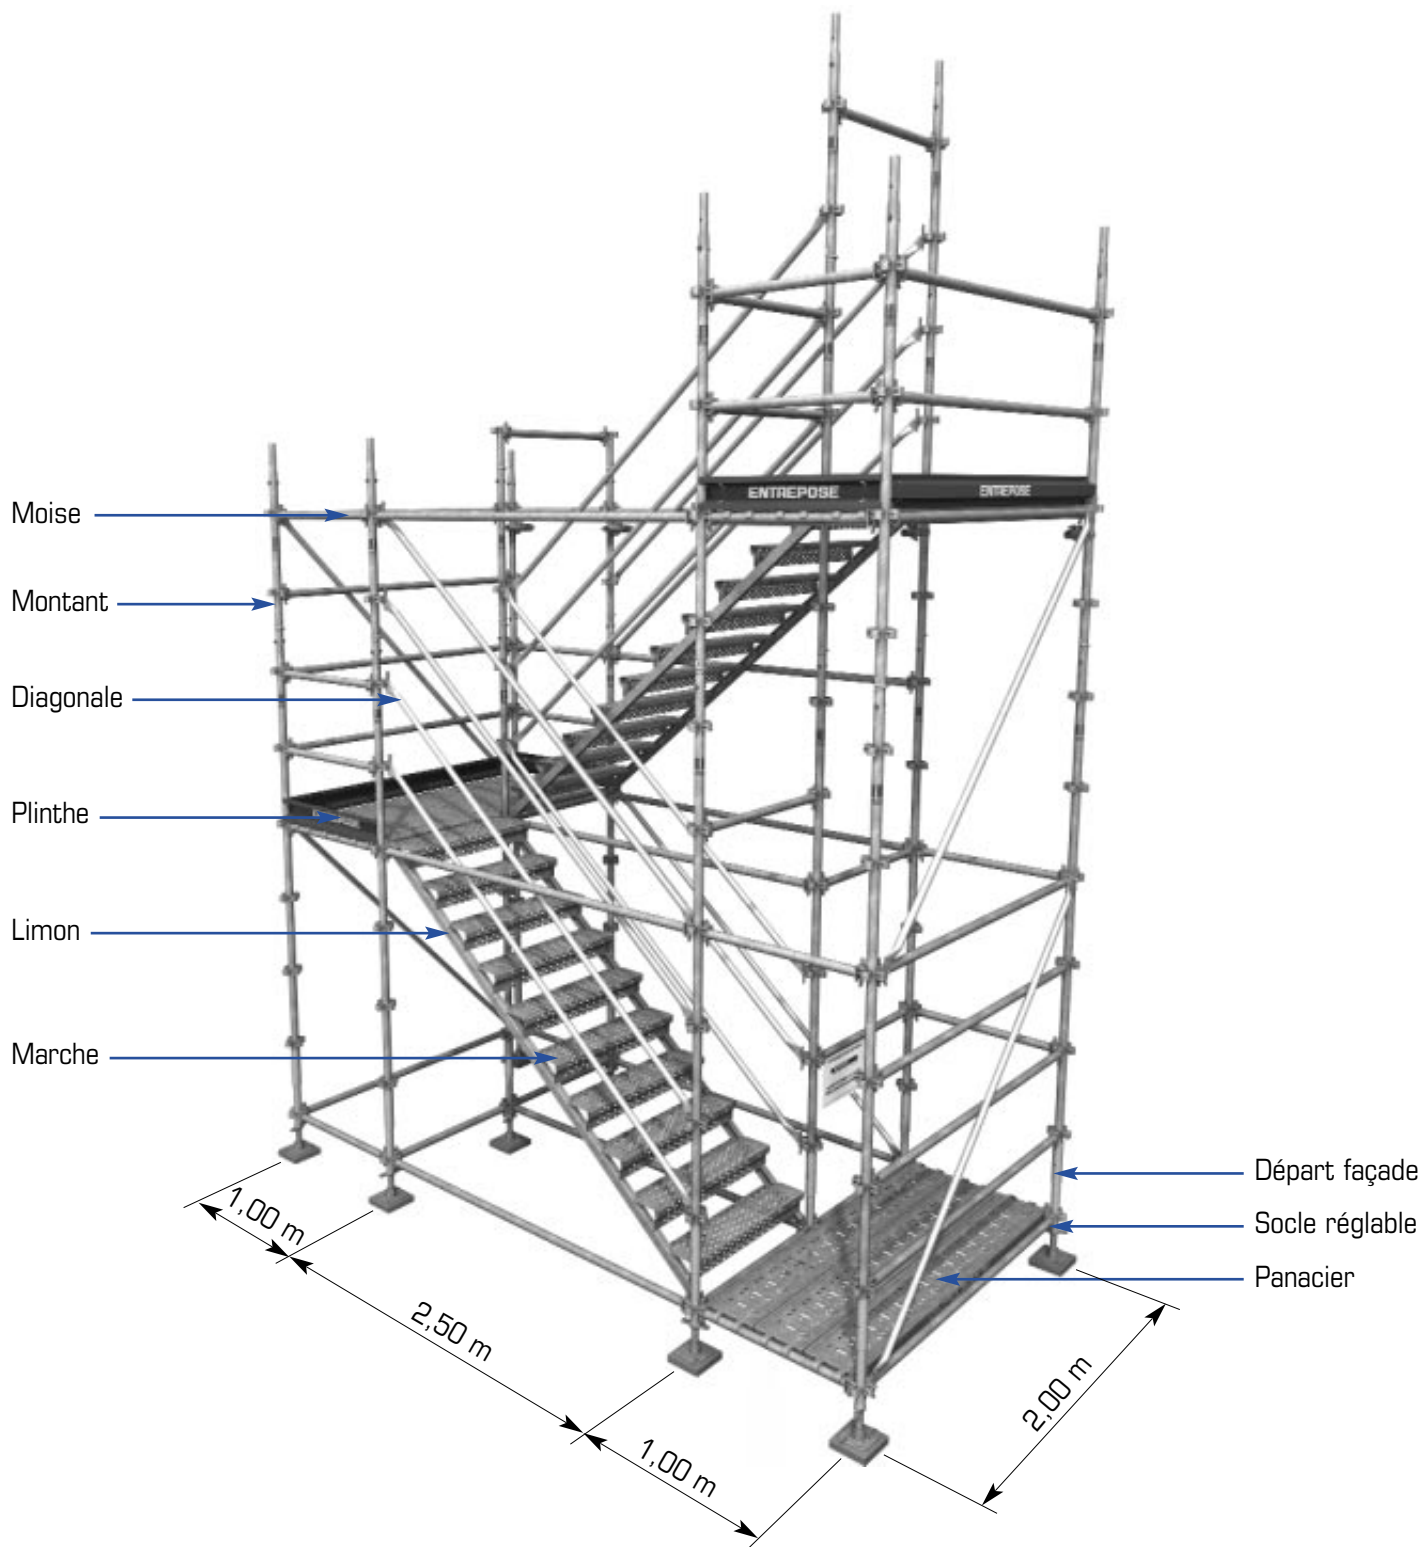 ENTREPOSE
ENTREPOSE
Moise
Montant
Diagonale
Plinthe
Limon
Marche
Départ façade
Socle réglable
Panacier
1,00 m
2,50 m
1,00 m
2,00 m